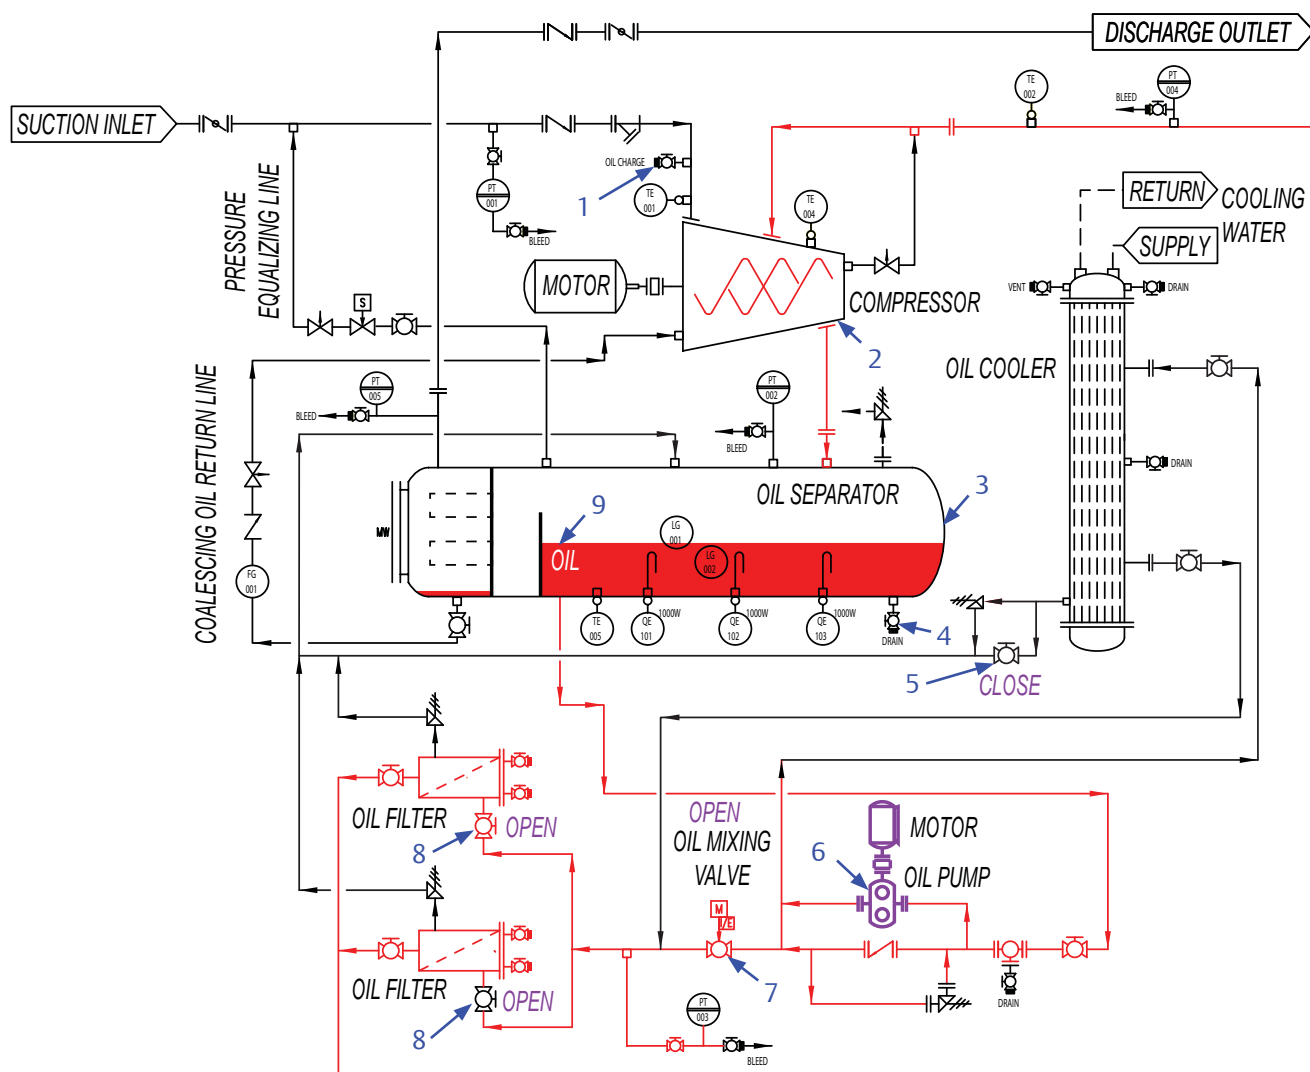 DISCHARGE OUTLET
SUCTION INLET
TE
002
PT
004
BLEED
OIL CHARGE
1
TE
001
PT
001
BLEED
TE
004
RETURN
COOLING
WATER
SUPPLY
PRESSURE
EQUALIZING LINE
S
MOTOR
COMPRESSOR
2
VENT
DRAIN
OIL COOLER
COALESCING OIL RETURN LINE
PT
005
BLEED
PT
002
BLEED
DRAIN
OIL SEPARATOR
3
MW
9
OIL
LG
001
LG
002
FG
001
TE
005
QE
101
1000W
QE
102
1000W
QE
103
1000W
DRAIN
4
5
CLOSE
OIL FILTER
OPEN
8
OPEN
OIL MIXING
VALVE
MOTOR
6
OIL PUMP
M
I/E
7
OIL FILTER
OPEN
8
PT
003
BLEED
DRAIN